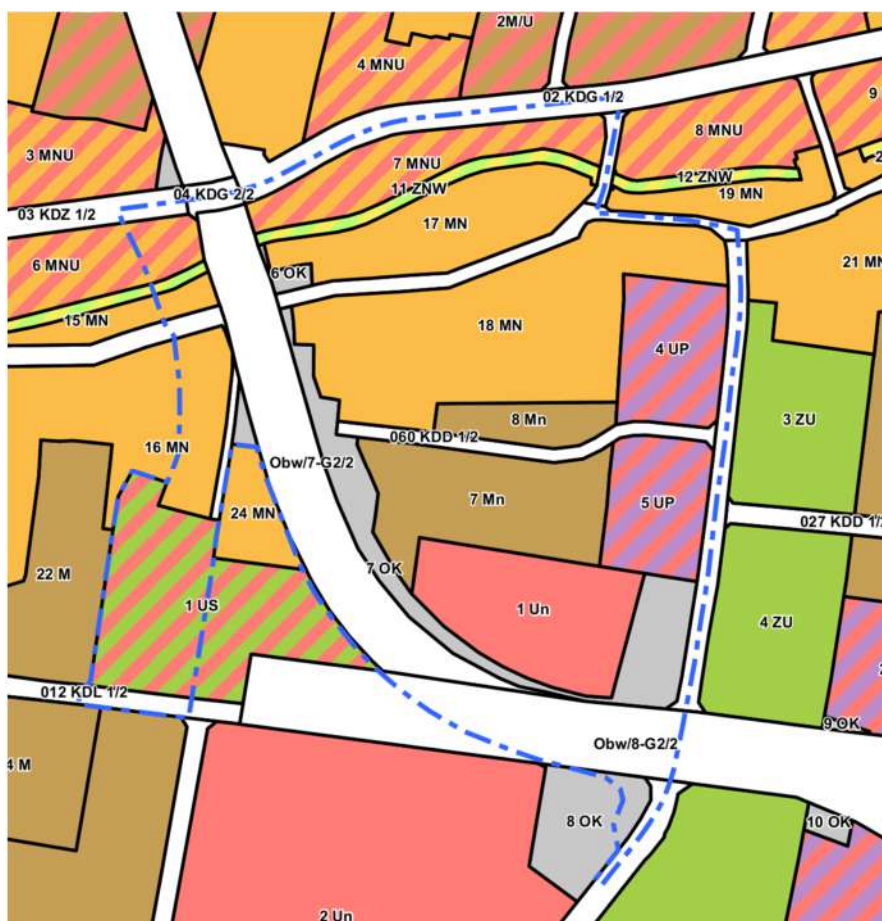 2M/U
4 MNU
02 KDG 1/2
9
8 MNU
3 MNU
7 MNU
2
12 ZNW
11 ZNW
19 MN
04 KDG 2/2
03 KDZ 1/2
17 MN
6 MNU
21 MN
6 OK
15 MN
18 MN
4 UP
8 Mn
3 ZU
060 KDD 1/2
16 MN
Obw/7-G2/2
7 Mn
5 UP
24 MN
027 KDD 1/2
7 OK
22 M
1 US
1 Un
4 ZU
2
012 KDL 1/2
9 OK
Obw/8-G2/2
4 M
8 OK
10 OK
2 Un